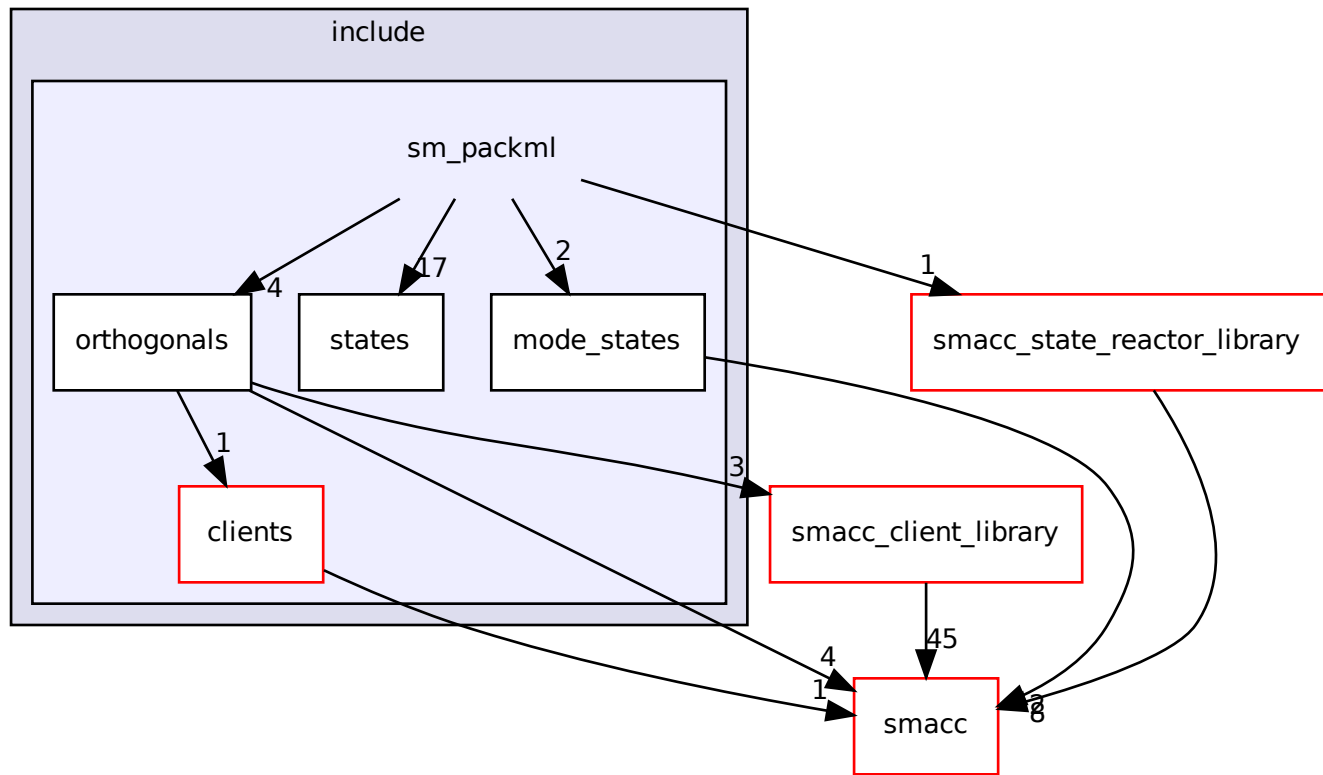 include
sm_packml
2
1
17
4
orthogonals
states
mode_states
smacc_state_reactor_library
1
3
clients
smacc_client_library
45
4
1
2
8
smacc